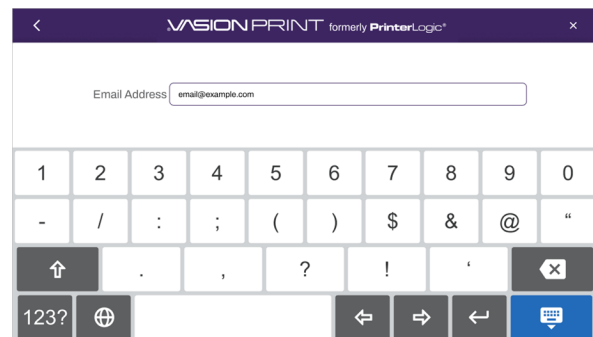 VASION PRINT formerly PrinterLogic®
Email Address email@example.com
1 2 3 4 5 6 7 8 9 0
- / : ; ( ) $ & @ “
. , ? ! ‘
123?